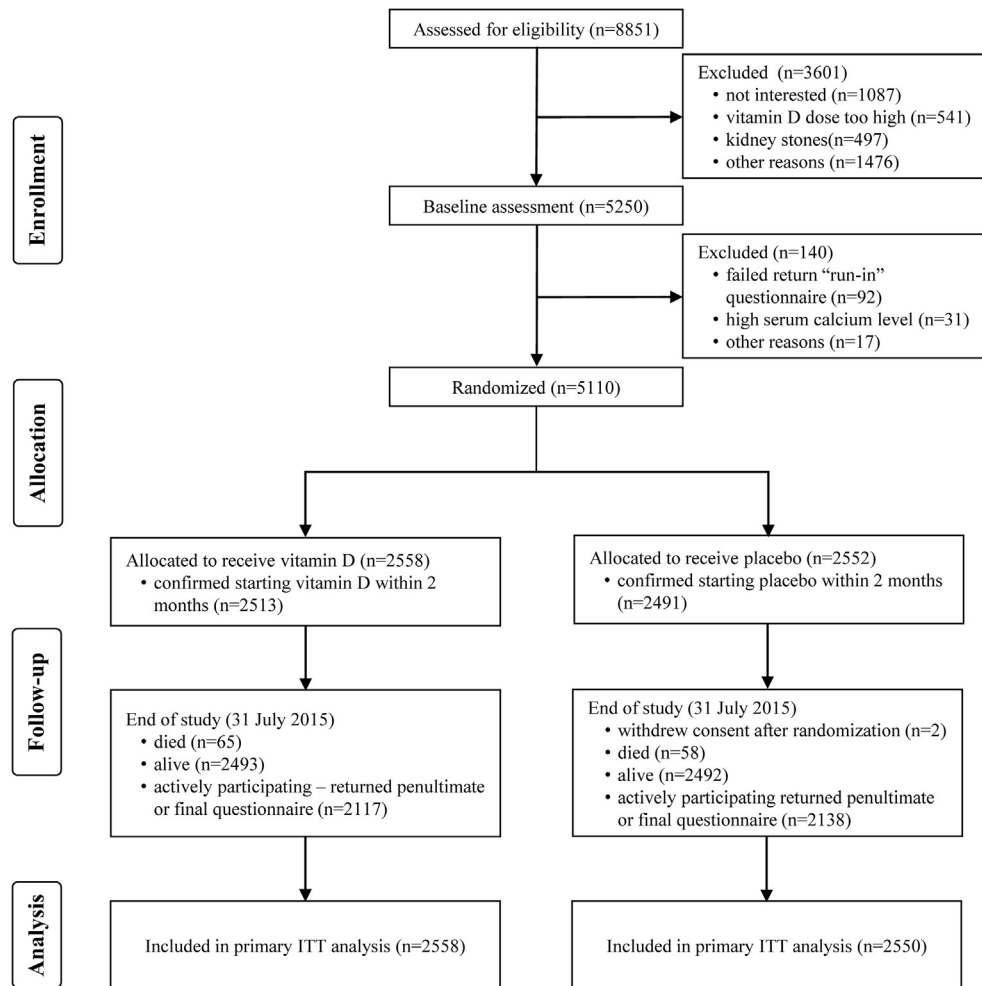 Assessed for eligibility (n=8851)
Excluded  (n=3601)
• not interested (n=1087)
• vitamin D dose too high (n=541)
• kidney stones(n=497)
• other reasons (n=1476)
Enrollment
Baseline assessment (n=5250)
Excluded (n=140)
• failed return “run-in”
questionnaire (n=92)
• high serum calcium level (n=31)
• other reasons (n=17)
Randomized (n=5110)
Allocation
Allocated to receive vitamin D (n=2558)
• confirmed starting vitamin D within 2
months (n=2513)
Allocated to receive placebo (n=2552)
• confirmed starting placebo within 2 months
(n=2491)
Follow-up
End of study (31 July 2015)
• died (n=65)
• alive (n=2493)
• actively participating – returned penultimate
or final questionnaire (n=2117)
End of study (31 July 2015)
• withdrew consent after randomization (n=2)
• died (n=58)
• alive (n=2492)
• actively participating returned penultimate
or final questionnaire (n=2138)
Analysis
Included in primary ITT analysis (n=2558)
Included in primary ITT analysis (n=2550)